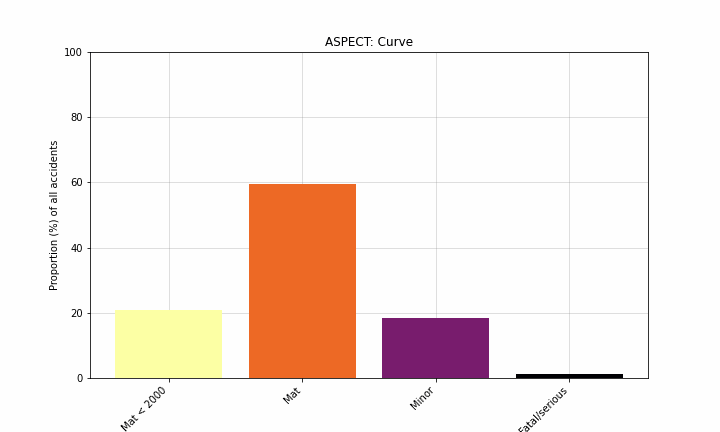 ASPECT: Curve
100
80
60
40
20
0
Proportion (%) of all accidents
Mat < 2000
Mat
Minor
Fatal/serious